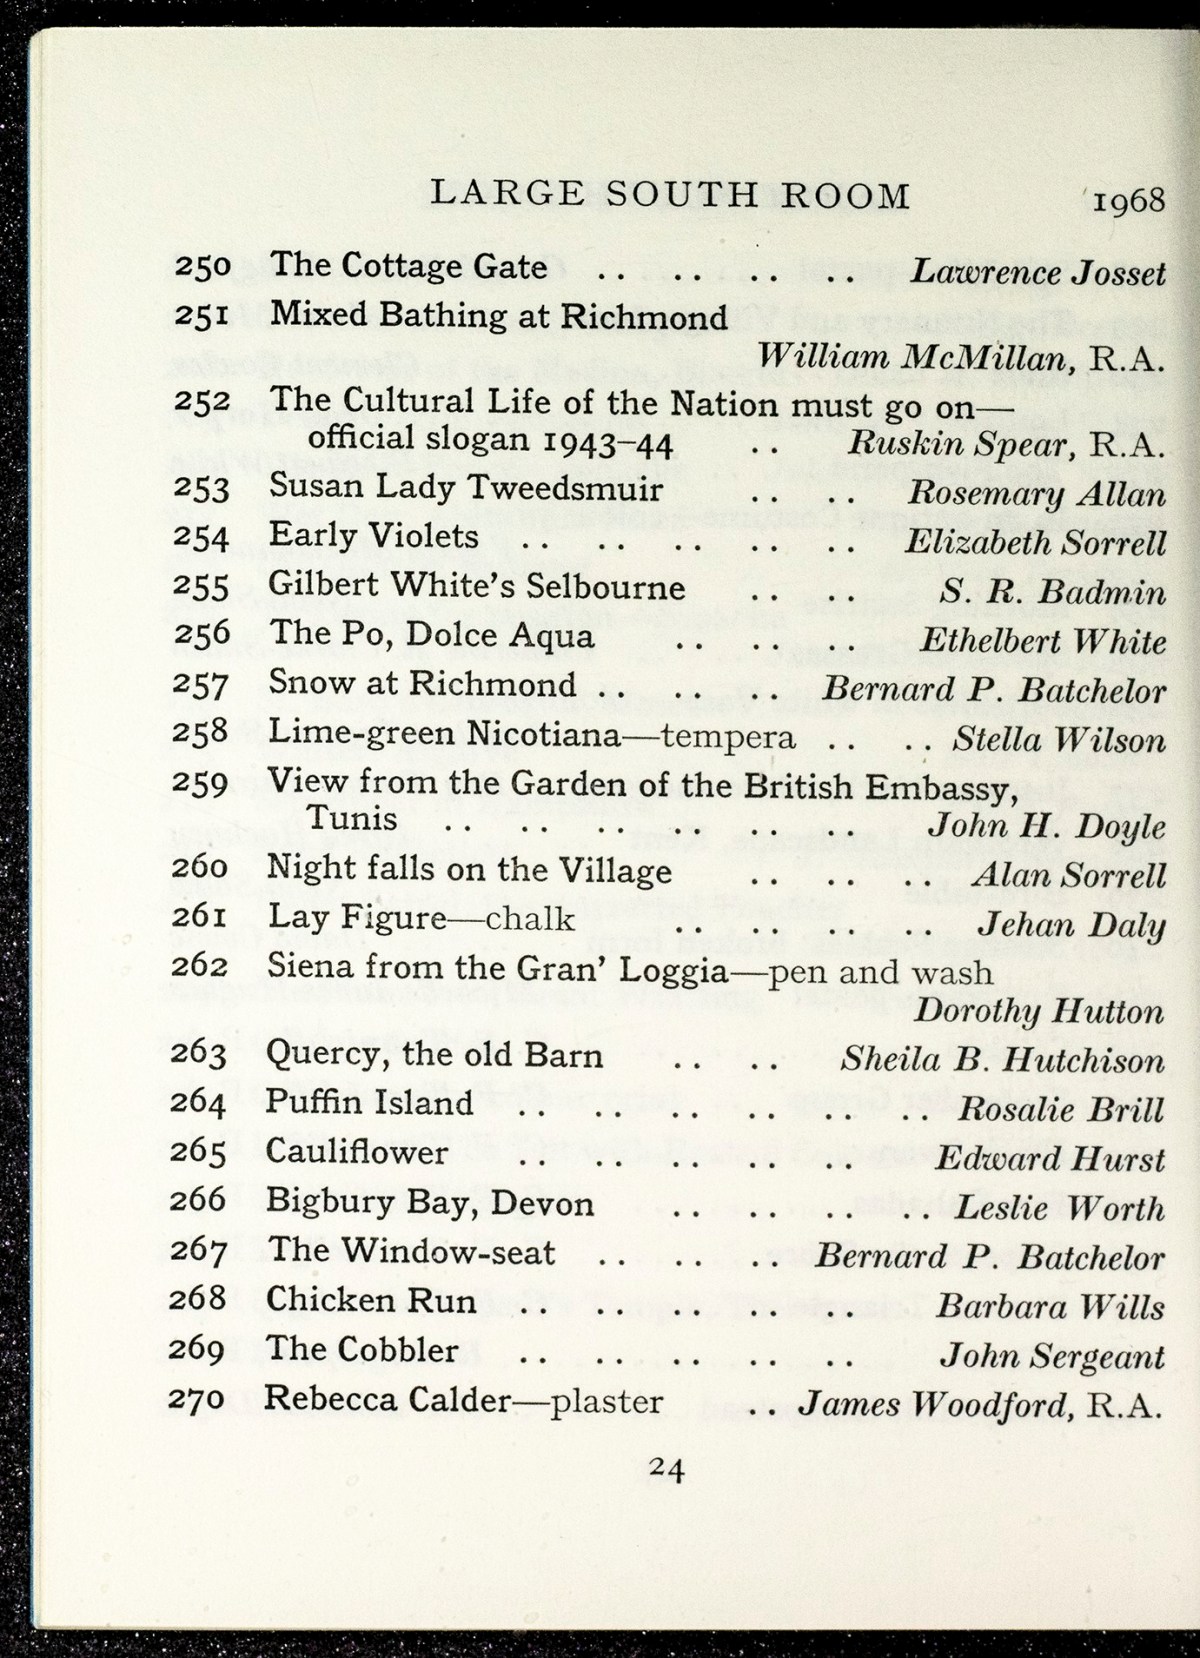 LARGE SOUTH ROOM 1968
250 The Cottage Gate .. .. .. .. Lawrence Josset
251 Mixed Bathing at Richmond
William McMillan, R.A.
252 The Cultural Life of the Nation must go on—
official slogan 1943–44 .. Ruskin Spear, R.A.
253 Susan Lady Tweedsmuir .. .. Rosemary Allan
254 Early Violets .. .. .. .. .. Elizabeth Sorrell
255 Gilbert White's Selbourne .. .. S. R. Badmin
256 The Po, Dolce Aqua .. .. .. Ethelbert White
257 Snow at Richmond .. .. .. Bernard P. Batchelor
258 Lime-green Nicotiana—tempera .. .. Stella Wilson
259 View from the Garden of the British Embassy,
Tunis .. .. .. .. .. .. John H. Doyle
260 Night falls on the Village .. .. .. Alan Sorrell
261 Lay Figure—chalk .. .. .. .. Jehan Daly
262 Siena from the Gran' Loggia—pen and wash
Dorothy Hutton
263 Quercy, the old Barn .. .. Sheila B. Hutchison
264 Puffin Island .. .. .. .. .. .. Rosalie Brill
265 Cauliflower .. .. .. .. .. Edward Hurst
266 Bigbury Bay, Devon .. .. .. .. Leslie Worth
267 The Window-seat .. .. .. Bernard P. Batchelor
268 Chicken Run .. .. .. .. .. Barbara Wills
269 The Cobbler .. .. .. .. .. John Sergeant
270 Rebecca Calder—plaster .. James Woodford, R.A.
24